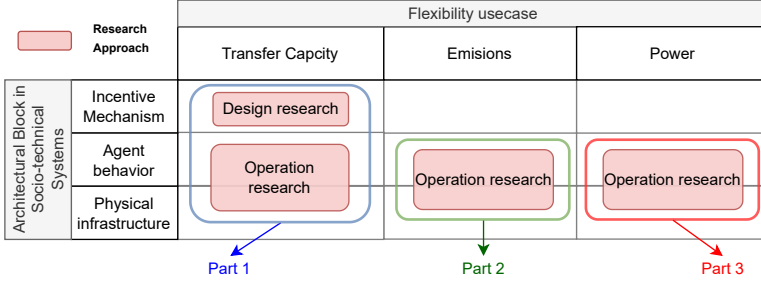 Flexibility usecase
Research
Approach
Transfer Capcity
Emisions
Power
Architectural Block in
Socio-technical
Systems
Incentive
Mechanism
Design research
Agent
behavior
Operation
research
Operation research
Operation research
Physical
infrastructure
Part 1
Part 2
Part 3